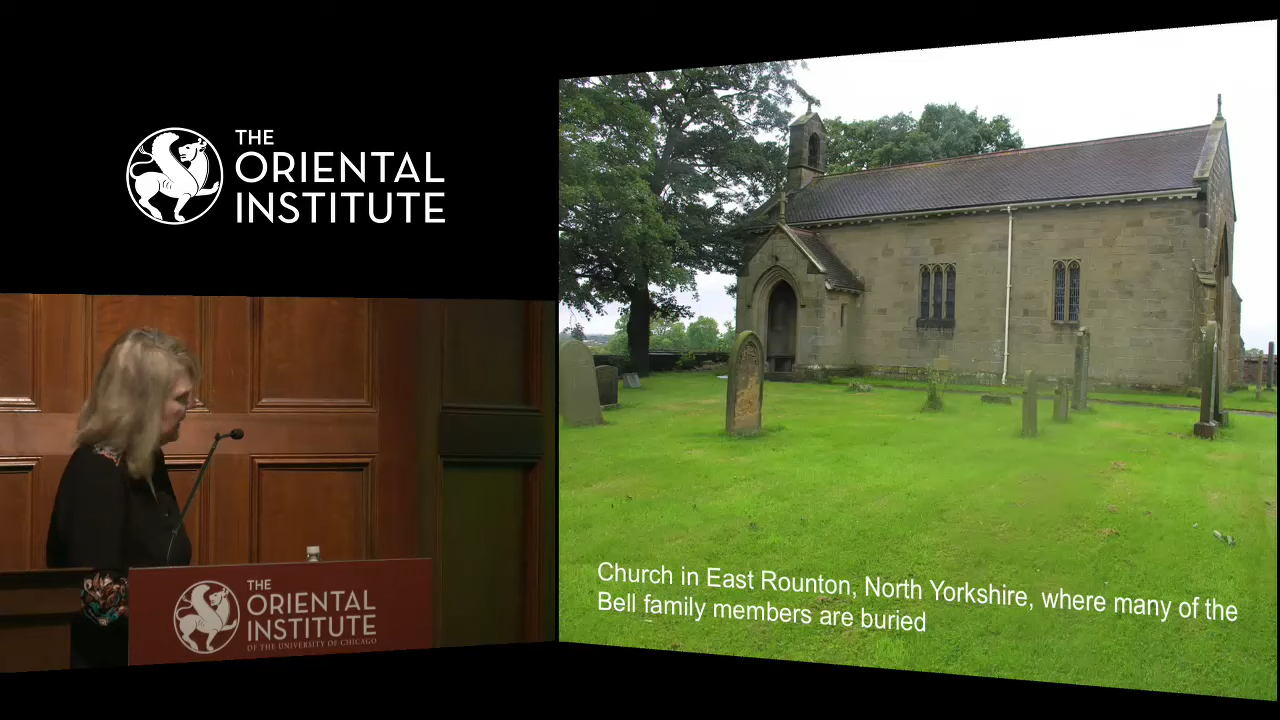 THE
ORIENTAL
INSTITUTE
THE
ORIENTAL
INSTITUTE
OF THE UNIVERSITY OF CHICAGO
Church in East Rounton, North Yorkshire, where many of the
Bell family members are buried